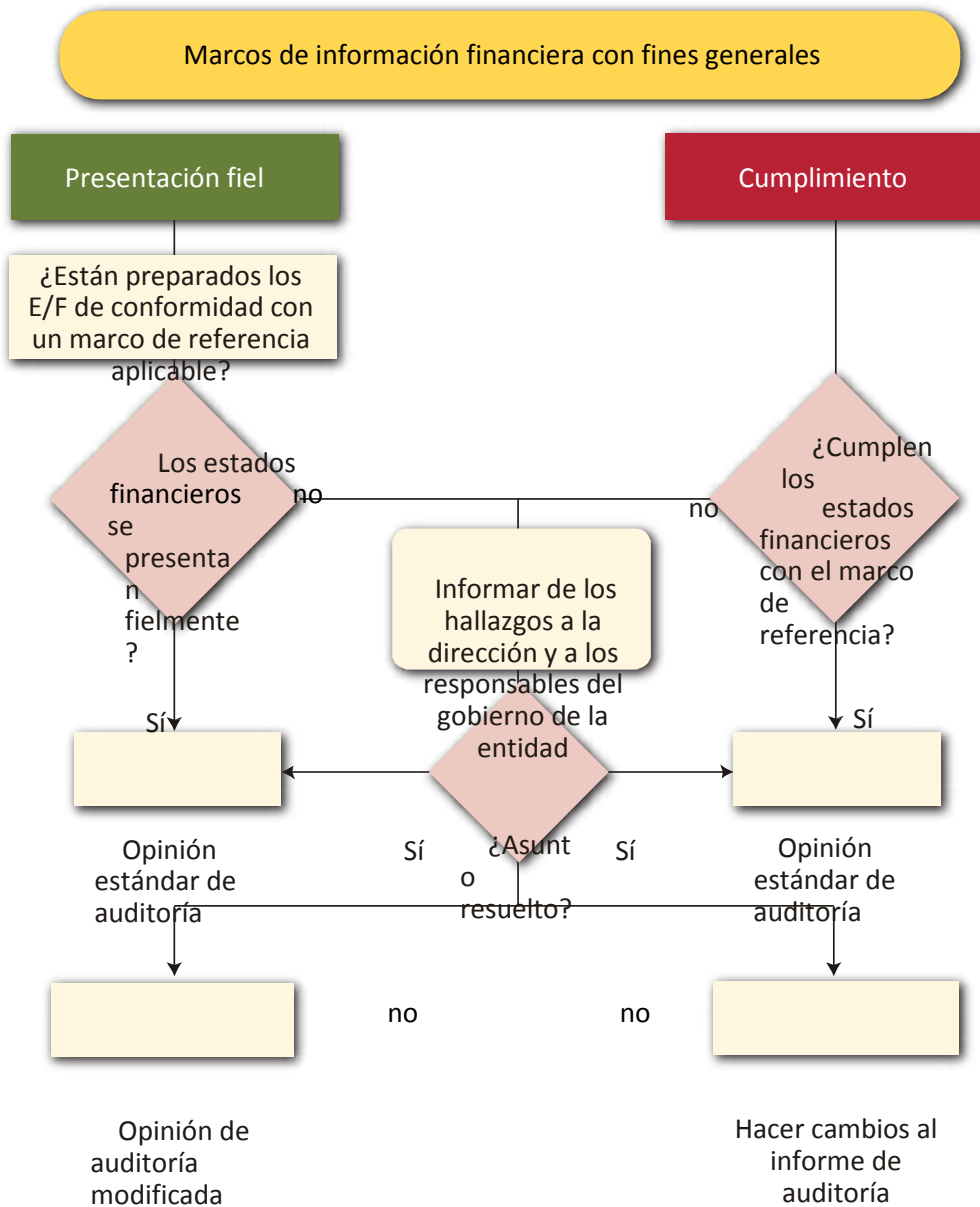 Marcos de información financiera con fines generales
Presentación fiel
Cumplimiento
¿Están preparados los
E/F de conformidad con
un marco de referencia
aplicable?
Los estados
financieros
se
presenta
n
fielmente
?
no
no
¿Cumplen
los
estados
financieros
con el marco
de
referencia?
Informar de los
hallazgos a la
dirección y a los
responsables del
gobierno de la
entidad
Sí
Sí
Opinión
estándar de
auditoría
Sí
¿Asunt
o
resuelto?
Sí
Opinión
estándar de
auditoría
no
no
Opinión de
auditoría
modificada
Hacer cambios al
informe de
auditoría